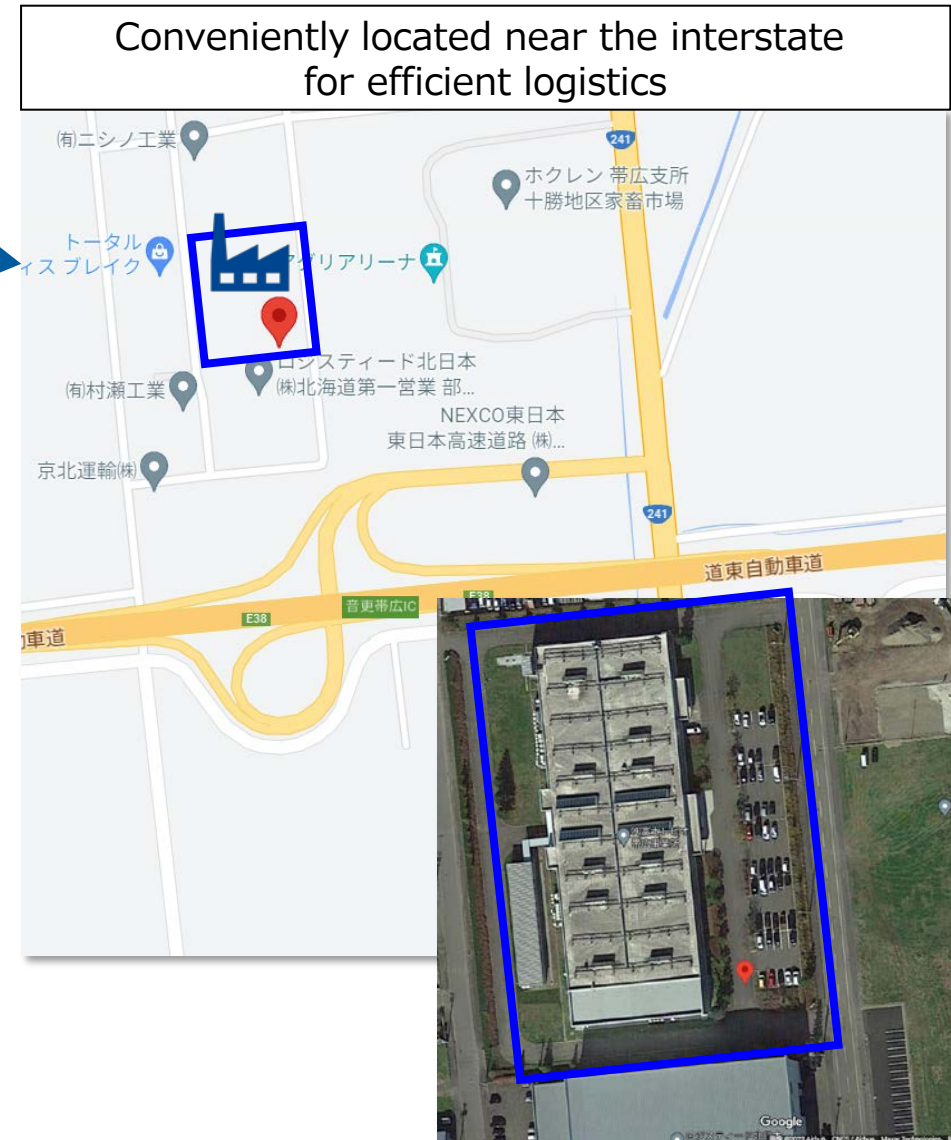 Conveniently located near the interstate
for efficient logistics
241
㈲ニシノ工業
ホクレン 帯広支所
十勝地区家畜市場
トータル
ィス ブレイク
グリアリーナ
ロジスティード北日本
㈱北海道第一営業 部...
㈲村瀬工業
NEXCO東日本
東日本高速道路 ㈱...
京北運輸㈱
241
道東自動車道
音更帯広IC
E38
E38
車道
Google